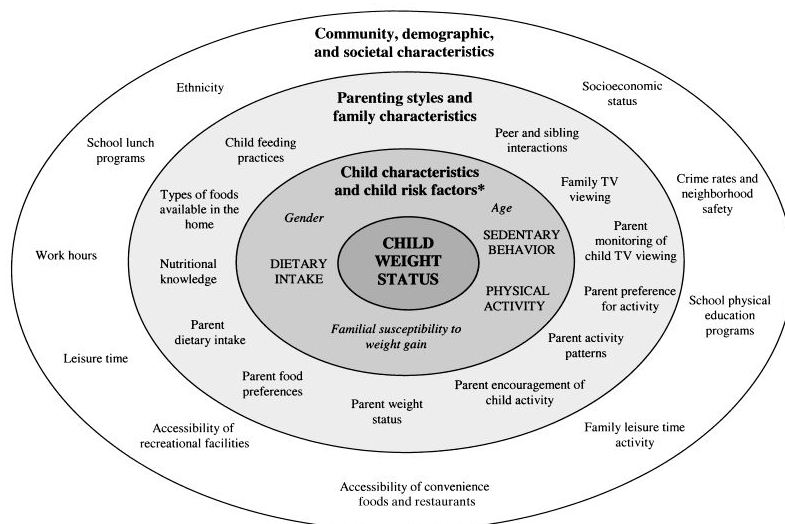 Community, demographic,
and societal characteristics
Ethnicity
Socioeconomic
status
Parenting styles and
family characteristics
School lunch
programs
Child feeding
practices
Peer and sibling
interactions
Child characteristics
and child risk factors*
Crime rates and
neighborhood
safety
Types of foods
available in the
home
Family TV
viewing
Gender
Age
Work hours
Nutritional
knowledge
DIETARY
INTAKE
CHILD
WEIGHT
STATUS
SEDENTARY
BEHAVIOR
Parent
monitoring of
child TV viewing
PHYSICAL
ACTIVITY
Parent preference
for activity
School physical
education
programs
Parent
dietary intake
Familial susceptibility to
weight gain
Parent activity
patterns
Leisure time
Parent food
preferences
Parent weight
status
Parent encouragement of
child activity
Accessibility of
recreational facilities
Family leisure time
activity
Accessibility of convenience
foods and restaurants